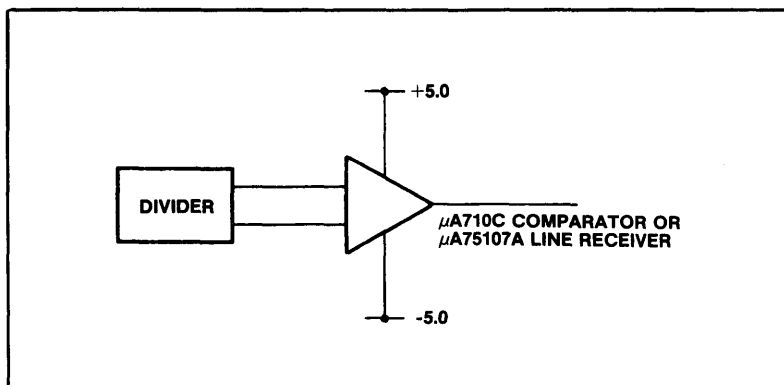 +5.0
DIVIDER
μA710C COMPARATOR OR
μA75107A LINE RECEIVER
-5.0